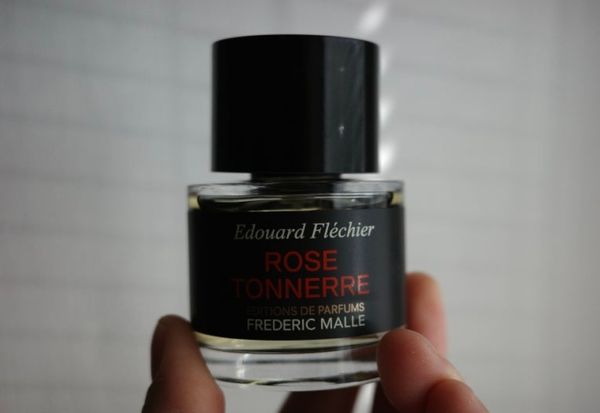 Edouard Fléchier
ROSE
TONNERRE
EDITIONS DE PARFUMS
FREDERIC MALLE